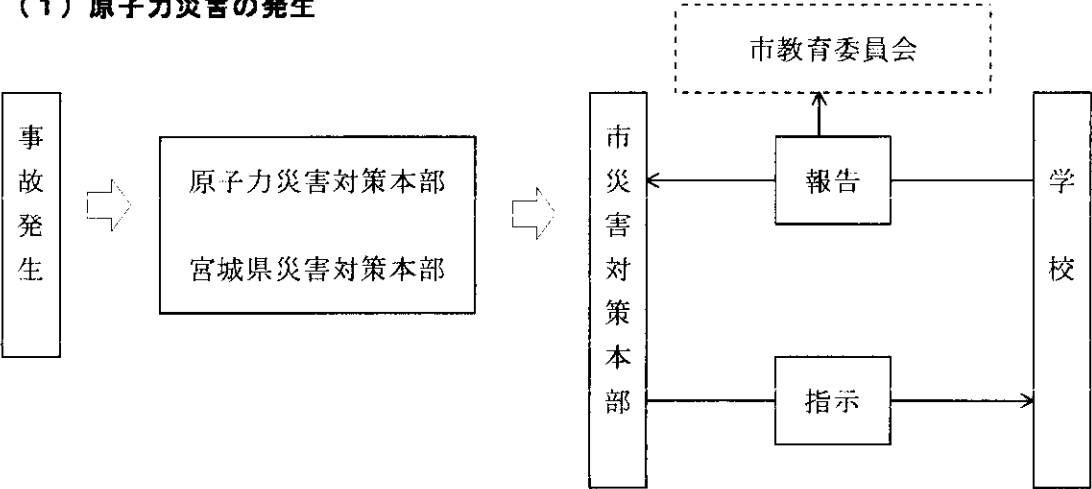 （1）原子力災害の発生
事故発生
原子力災害対策本部
宮城県災害対策本部
市災害対策本部
市教育委員会
報告
指示
学校